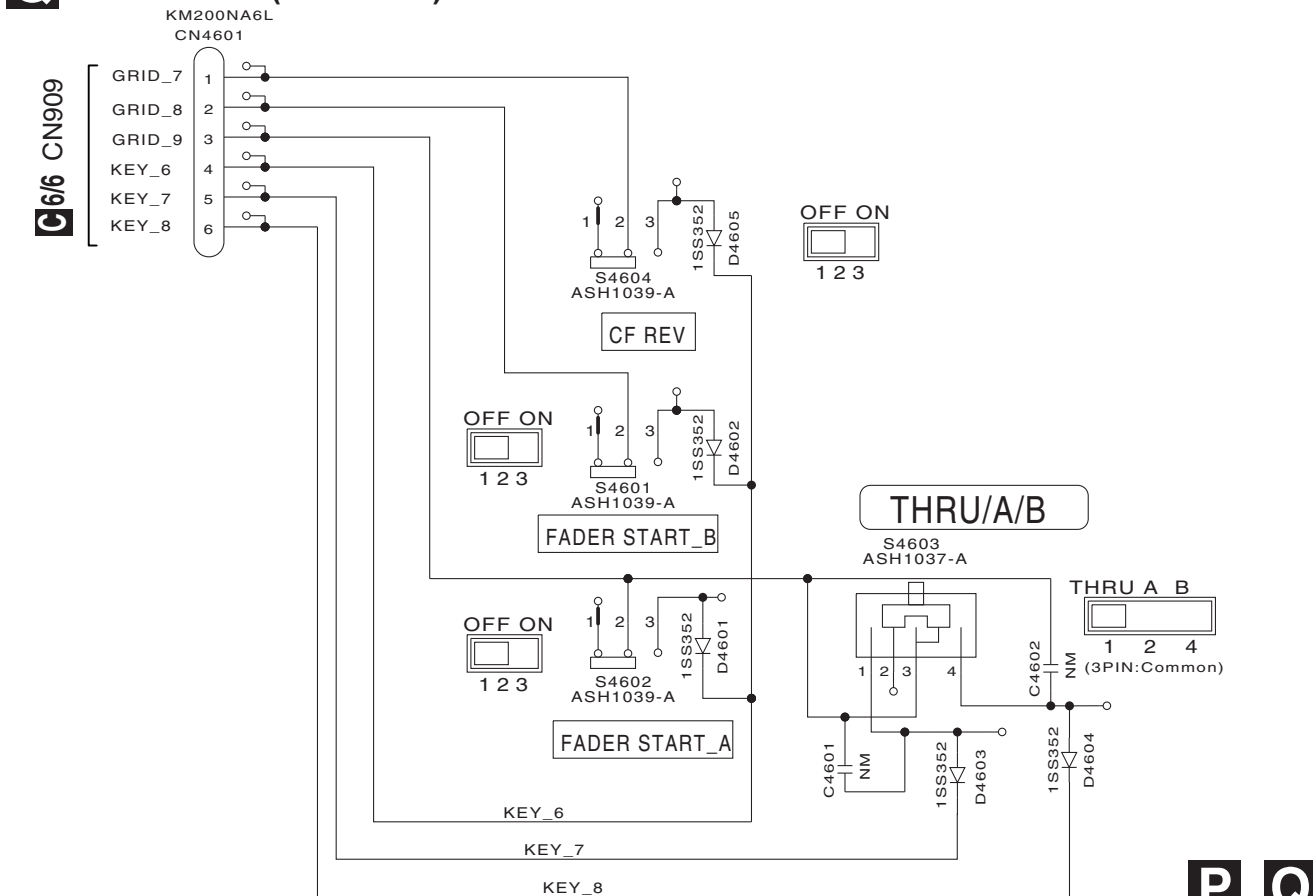 KM200NA6L
CN4601
C 6/6 CN909
GRID_7 1
GRID_8 2
GRID_9 3
KEY_6 4
KEY_7 5
KEY_8 6
1 2 3
1SS352
D4605
S4604
ASH1039-A
OFF ON
1 2 3
CF REV
OFF ON
1 2 3
1 2 3
1SS352
D4602
S4601
ASH1039-A
FADER START_B
THRU/A/B
S4603
ASH1037-A
THRU A B
1 2 4
(3PIN:Common)
OFF ON
1 2 3
1 2 3
1SS352
D4601
S4602
ASH1039-A
FADER START_A
1 2 3 4
C4602
NM
C4601
NM
1SS352
D4603
1SS352
D4604
KEY_6
KEY_7
KEY_8
P Q